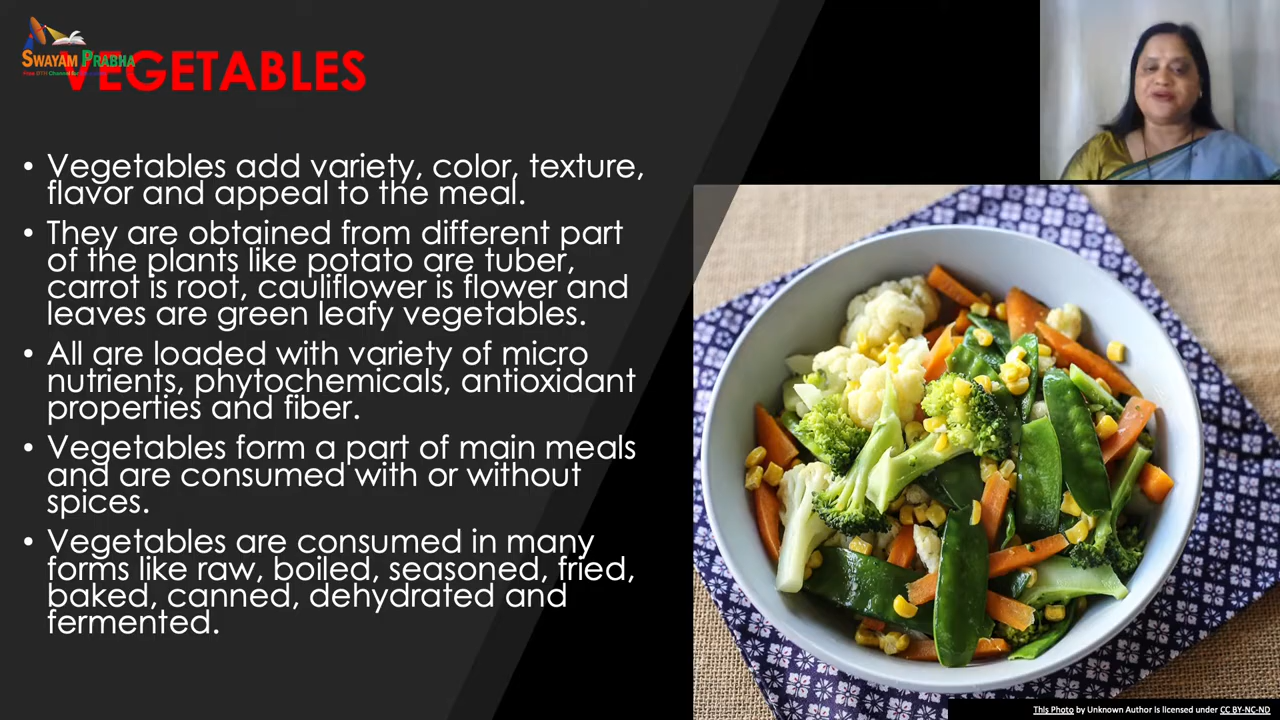 SWAYAM PRABHA
VEGETABLES
• Vegetables add variety, color, texture,
flavor and appeal to the meal.
• They are obtained from different part
of the plants like potato are tuber,
carrot is root, cauliflower is flower and
leaves are green leafy vegetables.
• All are loaded with variety of micro
nutrients, phytochemicals, antioxidant
properties and fiber.
• Vegetables form a part of main meals
and are consumed with or without
spices.
• Vegetables are consumed in many
forms like raw, boiled, seasoned, fried,
baked, canned, dehydrated and
fermented.
This Photo by Unknown Author is licensed under CC BY-NC-ND